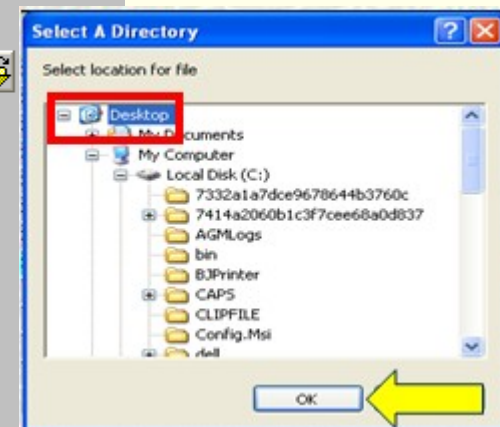 Select A Directory
Select location for file
Desktop
My Documents
My Computer
Local Disk (C:)
7332a1a7dce9678644b3760c
7414a2060b1c3f7cee68a0d837
AGMLogs
bin
BJPrinter
CAPS
CLIPFILE
Config.Msi
dell
OK